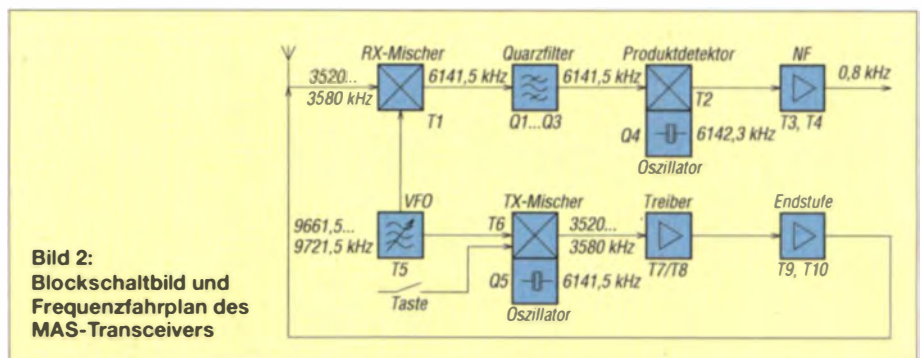 RX-Mischer
Quarzfilter
Produktdetektor
NF
3520...
3580 kHz
6141,5 kHz
6141,5 kHz
0,8 kHz
T1
Q1...Q3
T2
T3, T4
Q4
6142,3 kHz
Oszillator
VFO
TX-Mischer
Treiber
Endstufe
9661,5...
9721,5 kHz
T6
3520...
3580 kHz
T5
T7/T8
T9, T10
Taste
Q5
6141,5 kHz
Oszillator
Bild 2:
Blockschaltbild und
Frequenzfahrplan des
MAS-Transceivers